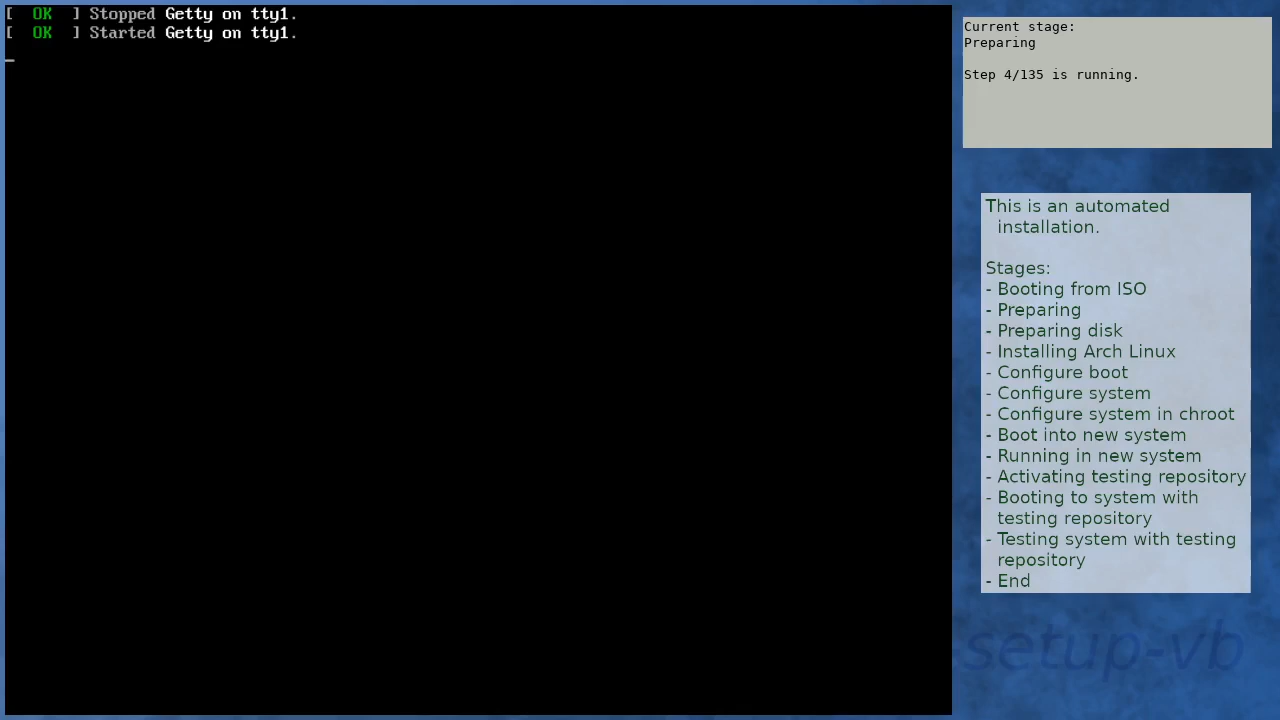 [  OK  ] Stopped Getty on tty1.
[  OK  ] Started Getty on tty1.
Current stage:
Preparing
Step 4/135 is running.
This is an automated
installation.
Stages:
- Booting from ISO
- Preparing
- Preparing disk
- Installing Arch Linux
- Configure boot
- Configure system
- Configure system in chroot
- Boot into new system
- Running in new system
- Activating testing repository
- Booting to system with
testing repository
- Testing system with testing
repository
- End
setup-vb